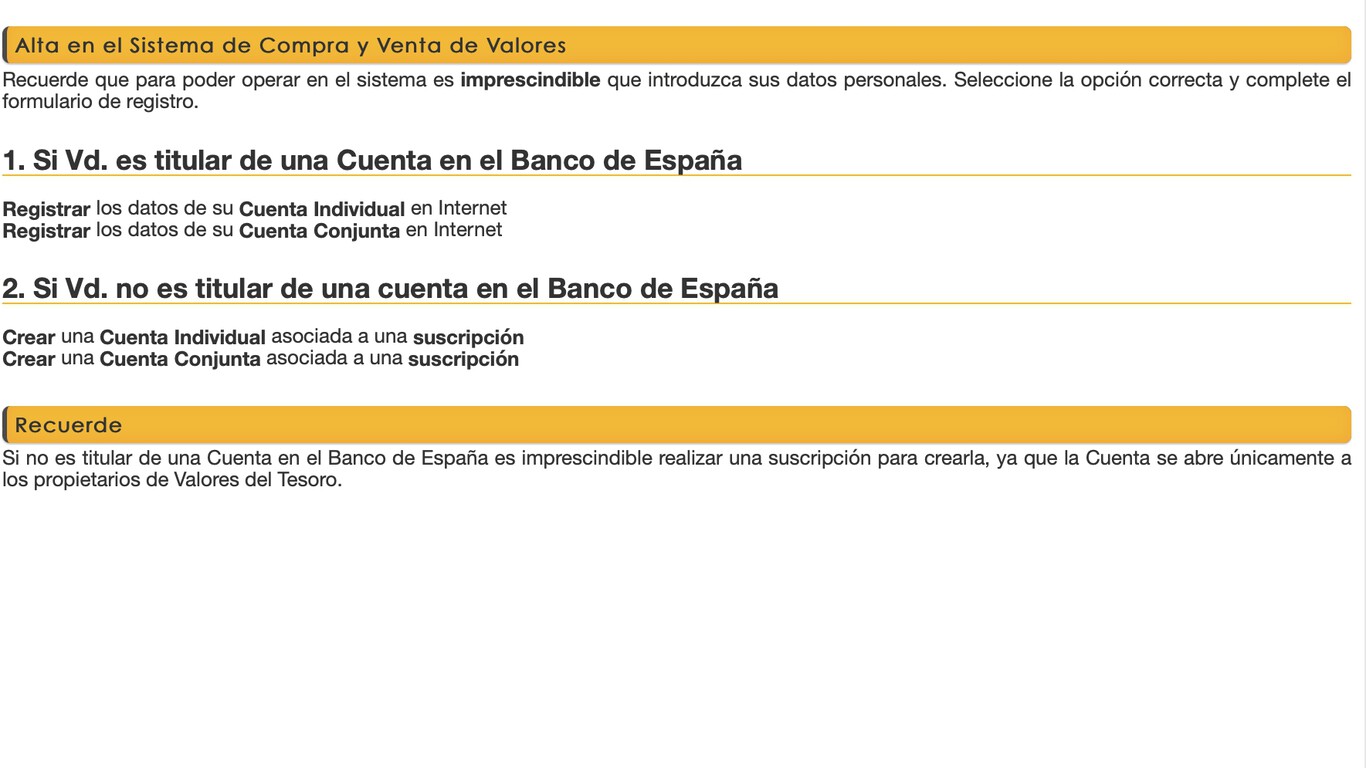 Alta en el Sistema de Compra y Venta de Valores
Recuerde que para poder operar en el sistema es imprescindible que introduzca sus datos personales. Seleccione la opción correcta y complete el
formulario de registro.
1. Si Vd. es titular de una Cuenta en el Banco de España
Registrar los datos de su Cuenta Individual en Internet
Registrar los datos de su Cuenta Conjunta en Internet
2. Si Vd. no es titular de una cuenta en el Banco de España
Crear una Cuenta Individual asociada a una suscripción
Crear una Cuenta Conjunta asociada a una suscripción
Recuerde
Si no es titular de una Cuenta en el Banco de España es imprescindible realizar una suscripción para crearla, ya que la Cuenta se abre únicamente a
los propietarios de Valores del Tesoro.